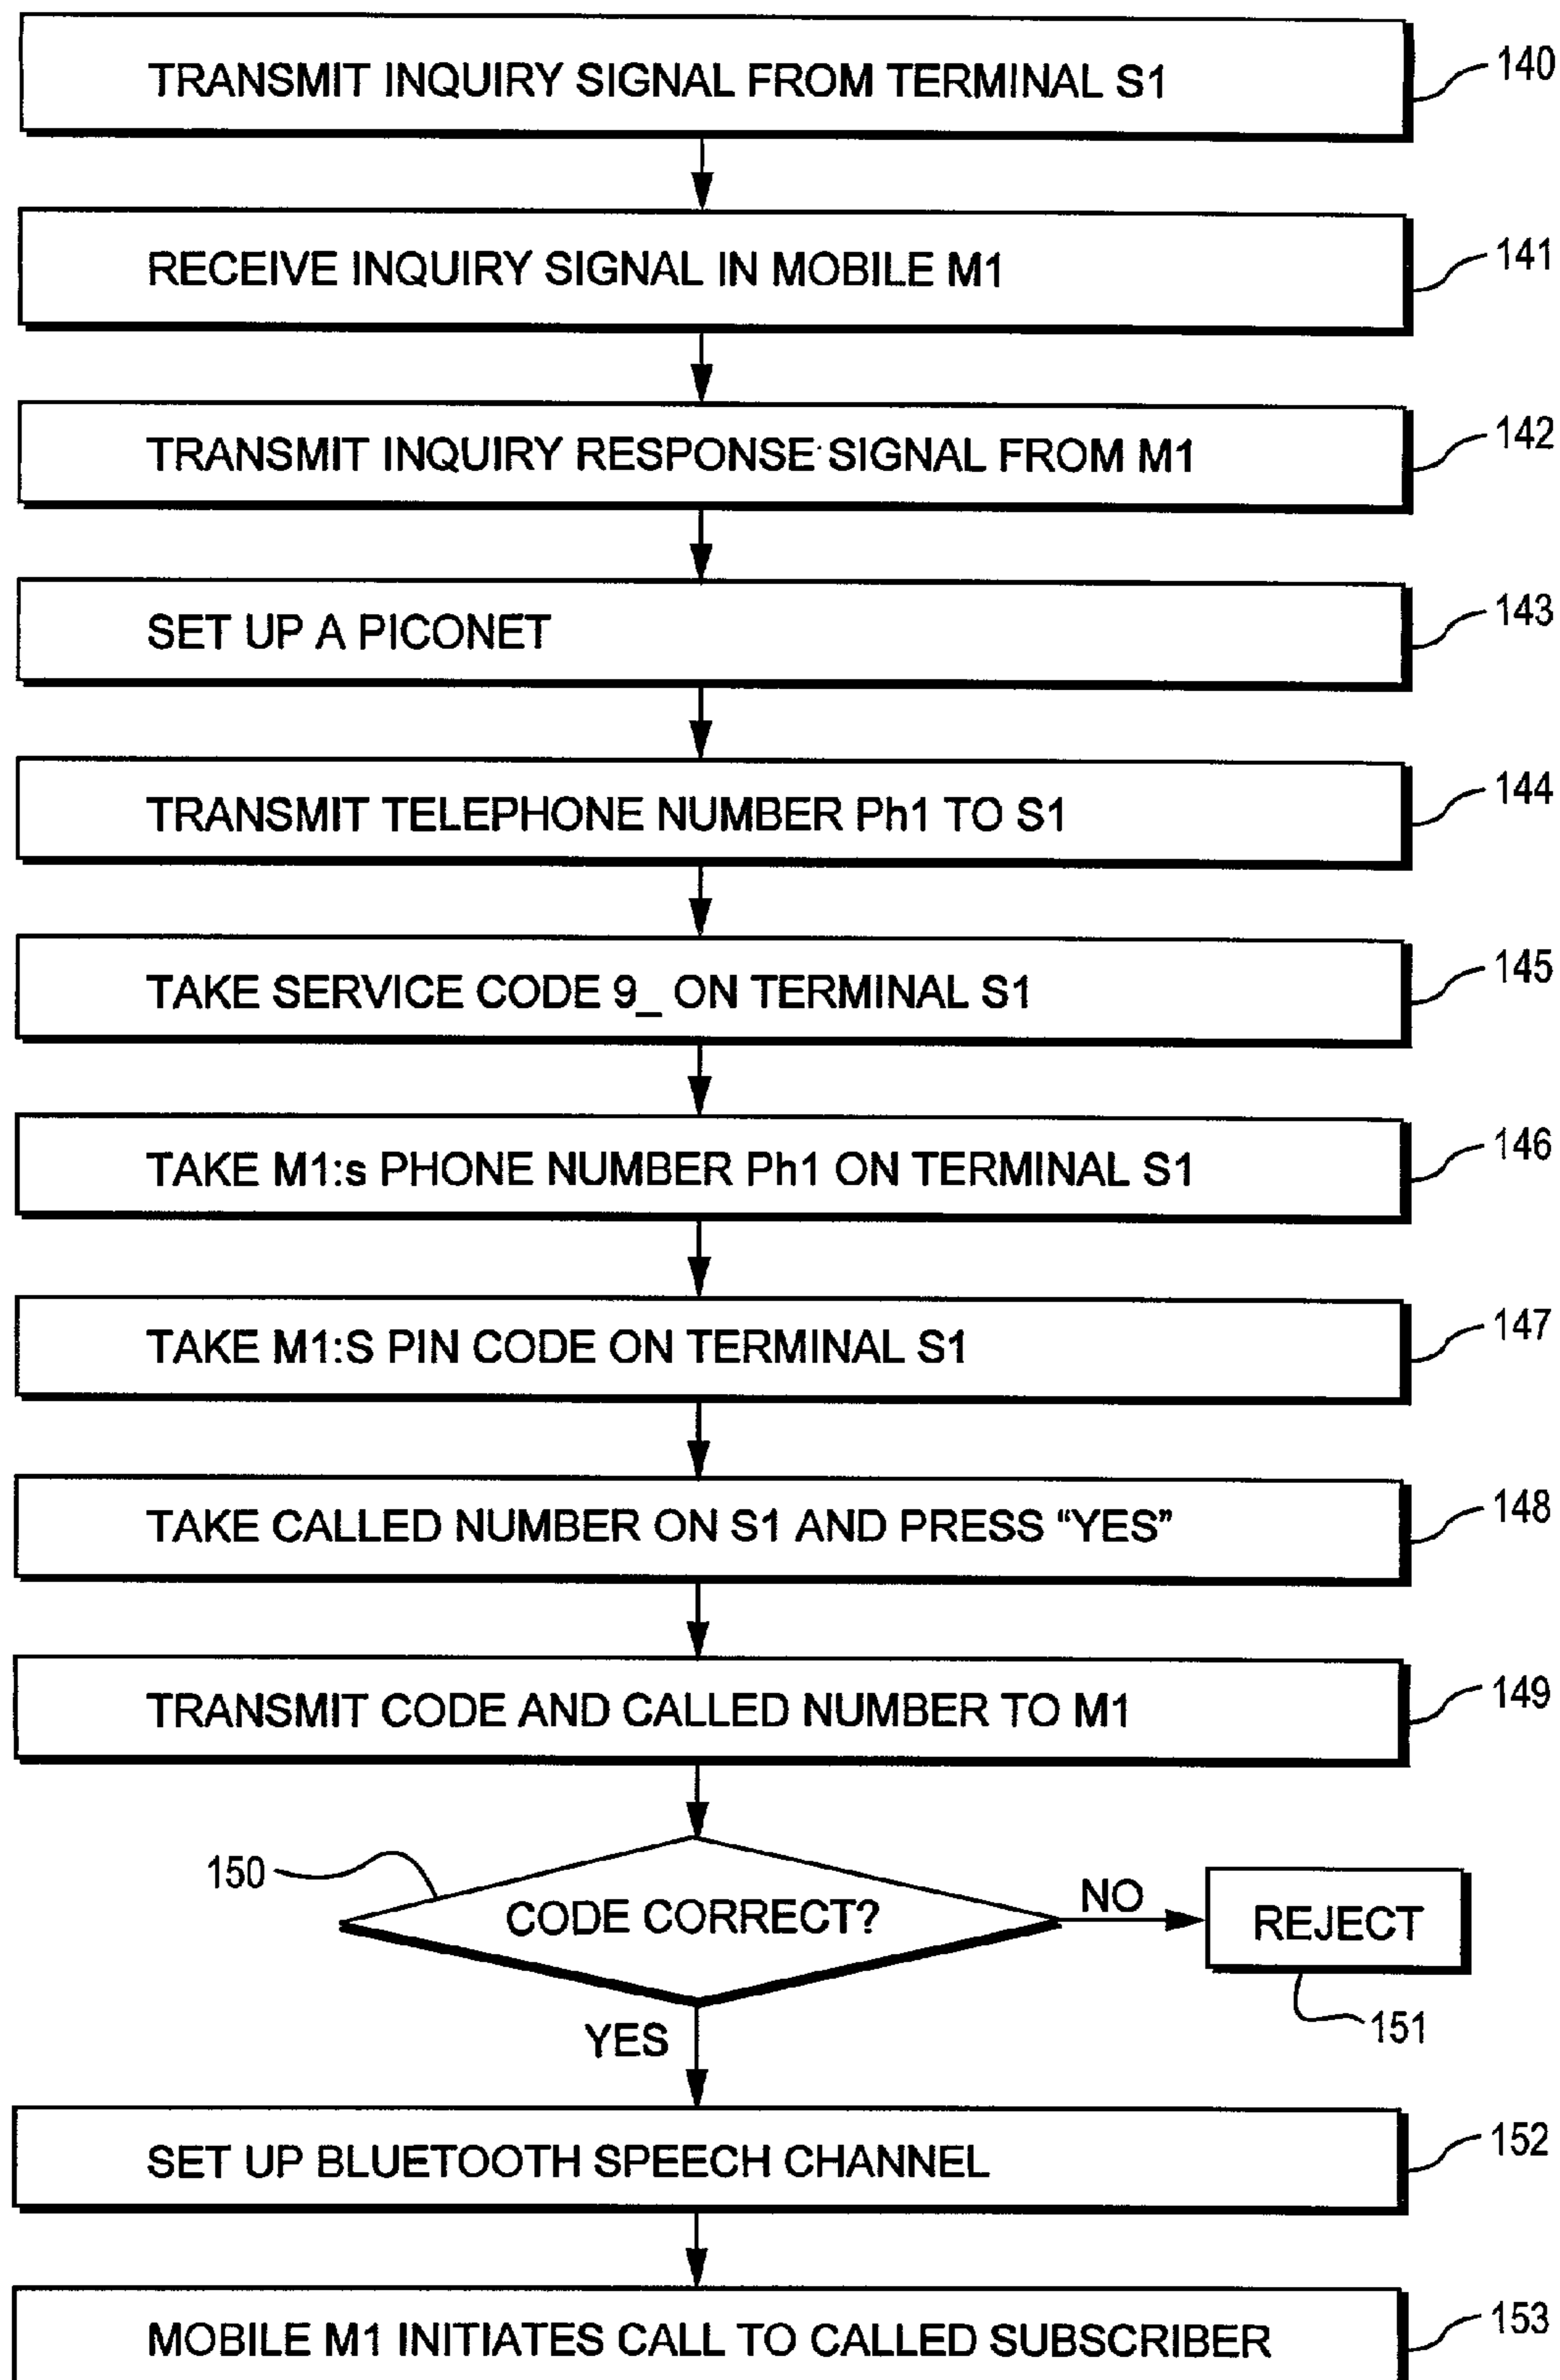 TRANSMIT INQUIRY SIGNAL FROM TERMINAL S1
140
RECEIVE INQUIRY SIGNAL IN MOBILE M1
141
TRANSMIT INQUIRY RESPONSE SIGNAL FROM M1
142
SET UP A PICONET
143
TRANSMIT TELEPHONE NUMBER Ph1 TO S1
144
TAKE SERVICE CODE 9_ ON TERMINAL S1
145
TAKE M1:s PHONE NUMBER Ph1 ON TERMINAL S1
146
TAKE M1:S PIN CODE ON TERMINAL S1
147
TAKE CALLED NUMBER ON S1 AND PRESS “YES”
148
TRANSMIT CODE AND CALLED NUMBER TO M1
149
150
CODE CORRECT?
NO
REJECT
151
YES
SET UP BLUETOOTH SPEECH CHANNEL
152
MOBILE M1 INITIATES CALL TO CALLED SUBSCRIBER
153